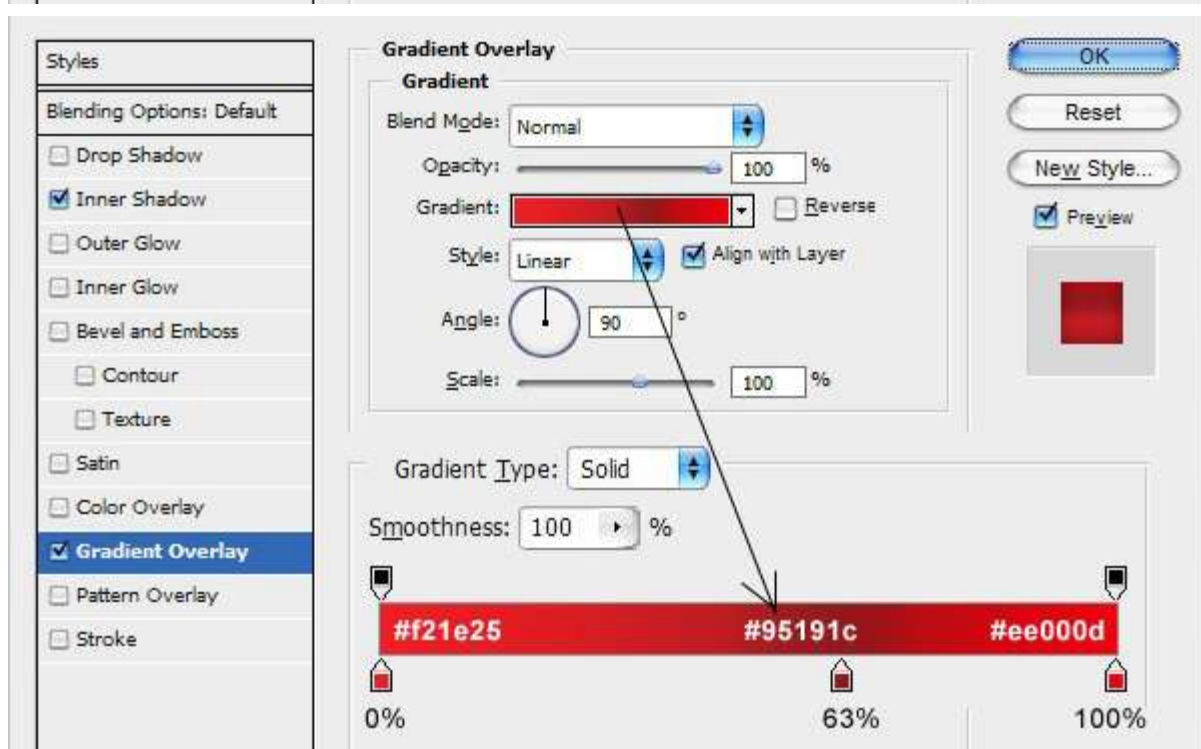 Styles
Blending Options: Default
Drop Shadow
Inner Shadow
Outer Glow
Inner Glow
Bevel and Emboss
Contour
Texture
Satin
Color Overlay
Gradient Overlay
Pattern Overlay
Stroke
Gradient Overlay
Gradient
Blend Mode: Normal
Opacity: 100 %
Gradient: Reverse
Style: Linear Align with Layer
Angle: 90 °
Scale: 100 %
Gradient Type: Solid
Smoothness: 100 %
#f21e25 #95191c #ee000d
0% 63% 100%
OK
Reset
New Style...
Preview